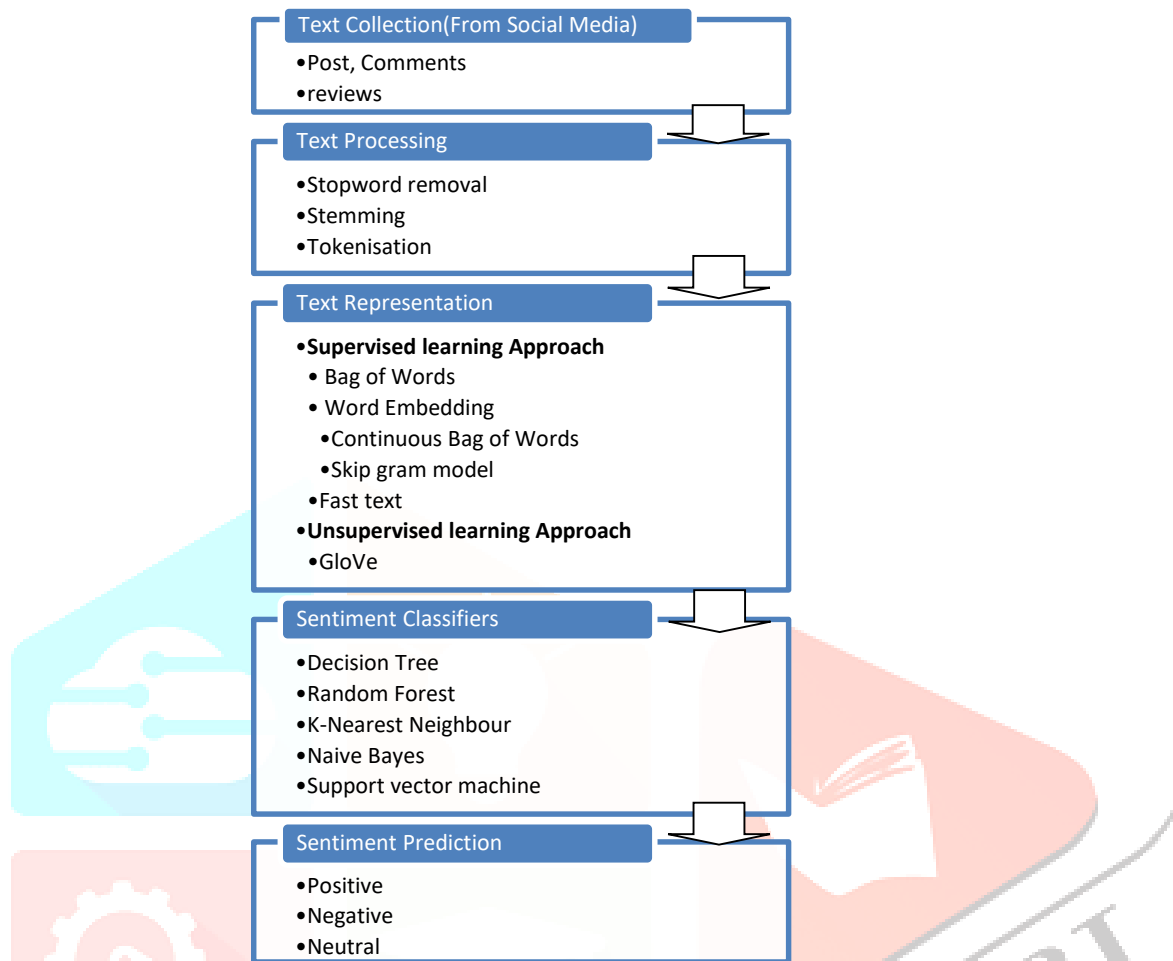 Text Collection(From Social Media)
•Post, Comments
•reviews
Text Processing
•Stopword removal
•Stemming
•Tokenisation
Text Representation
•Supervised learning Approach
• Bag of Words
• Word Embedding
•Continuous Bag of Words
•Skip gram model
•Fast text
•Unsupervised learning Approach
•GloVe
Sentiment Classifiers
•Decision Tree
•Random Forest
•K-Nearest Neighbour
•Naive Bayes
•Support vector machine
Sentiment Prediction
•Positive
•Negative
•Neutral